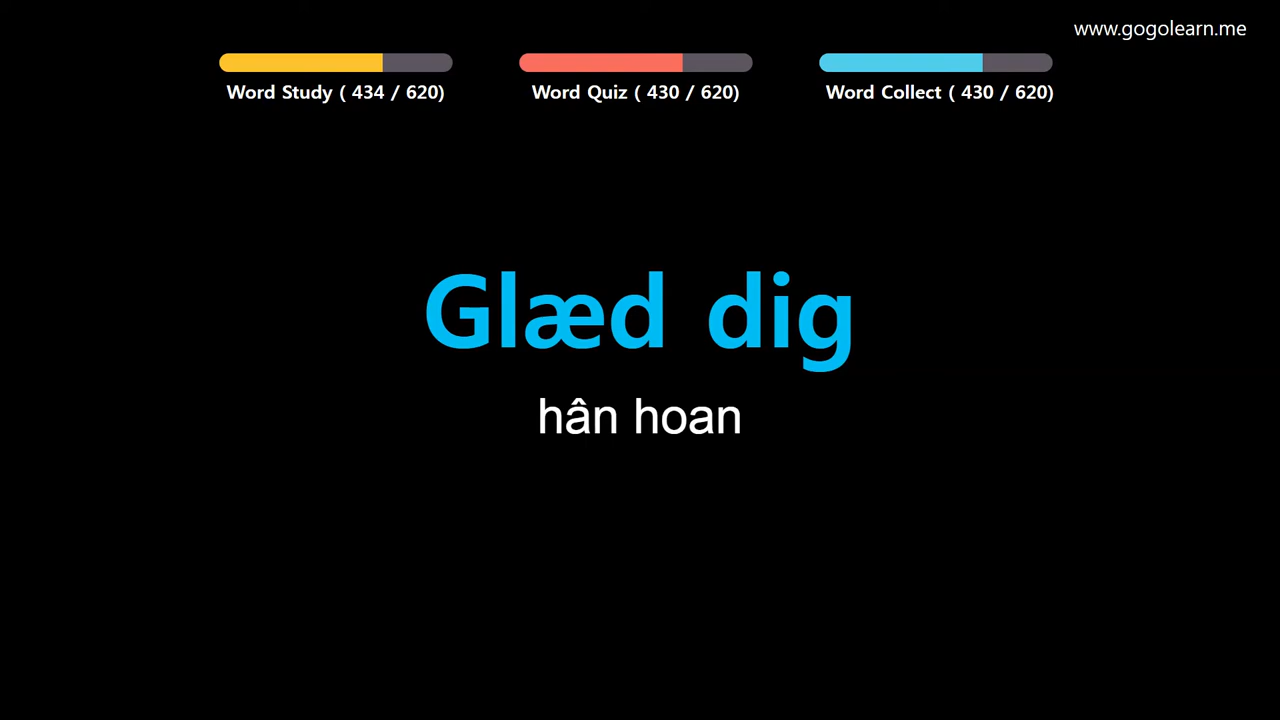 www.gogolearn.me
Word Study ( 434 / 620)
Word Quiz ( 430 / 620)
Word Collect ( 430 / 620)
Glæd dig
hân hoan